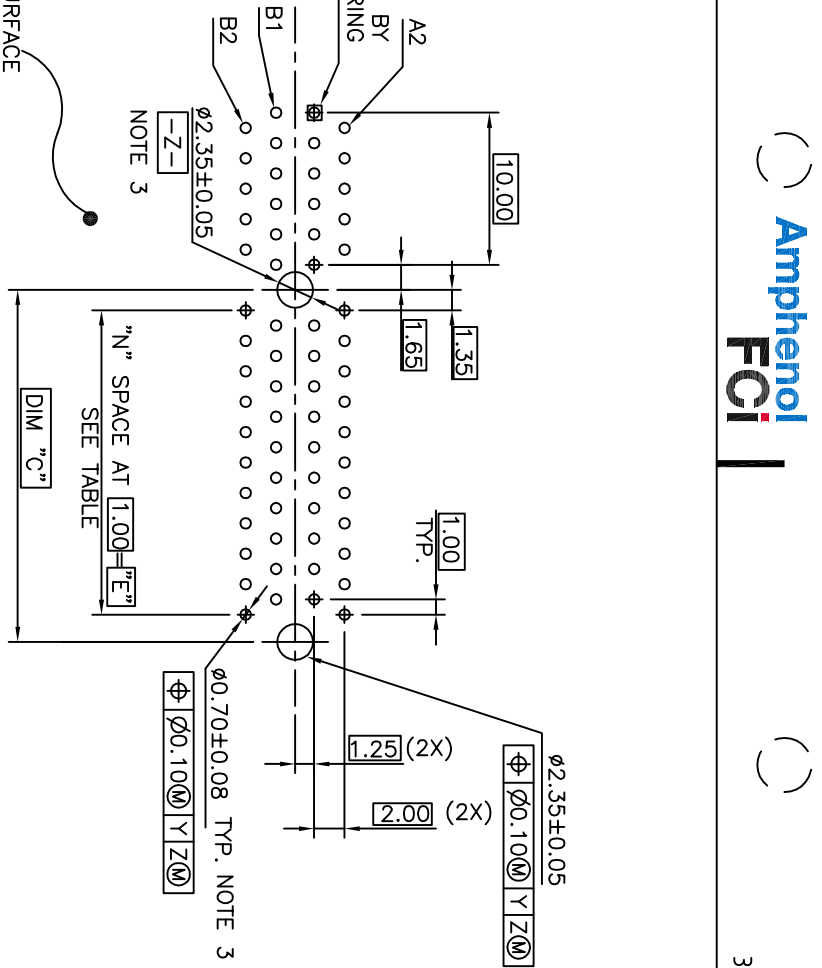 Amphenol
FCi
3
A2
BY
RING
B1
B2
URFACE
10.00
1.35
1.65
Ø2.35±0.05
-Z-
NOTE 3
"N" SPACE AT 1.00="E"
SEE TABLE
DIM "C"
1.00
TYP.
1.25 (2X)
2.00 (2X)
Ø2.35±0.05
⌖ Ø0.10Ⓜ Y ZⓂ
Ø0.70±0.08 TYP. NOTE 3
⌖ Ø0.10Ⓜ Y ZⓂ